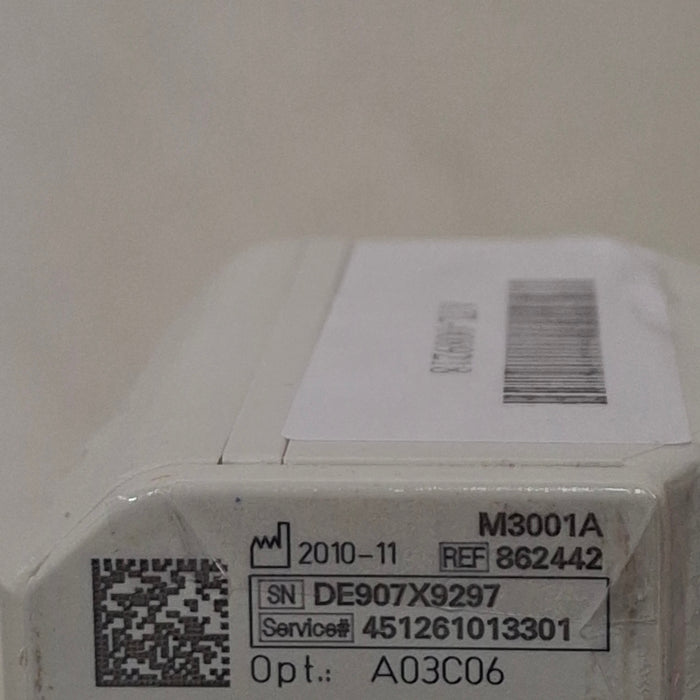 M3001A
2010-11 REF 862442
SN DE907X9297
Service# 451261013301
Opt.: A03C06